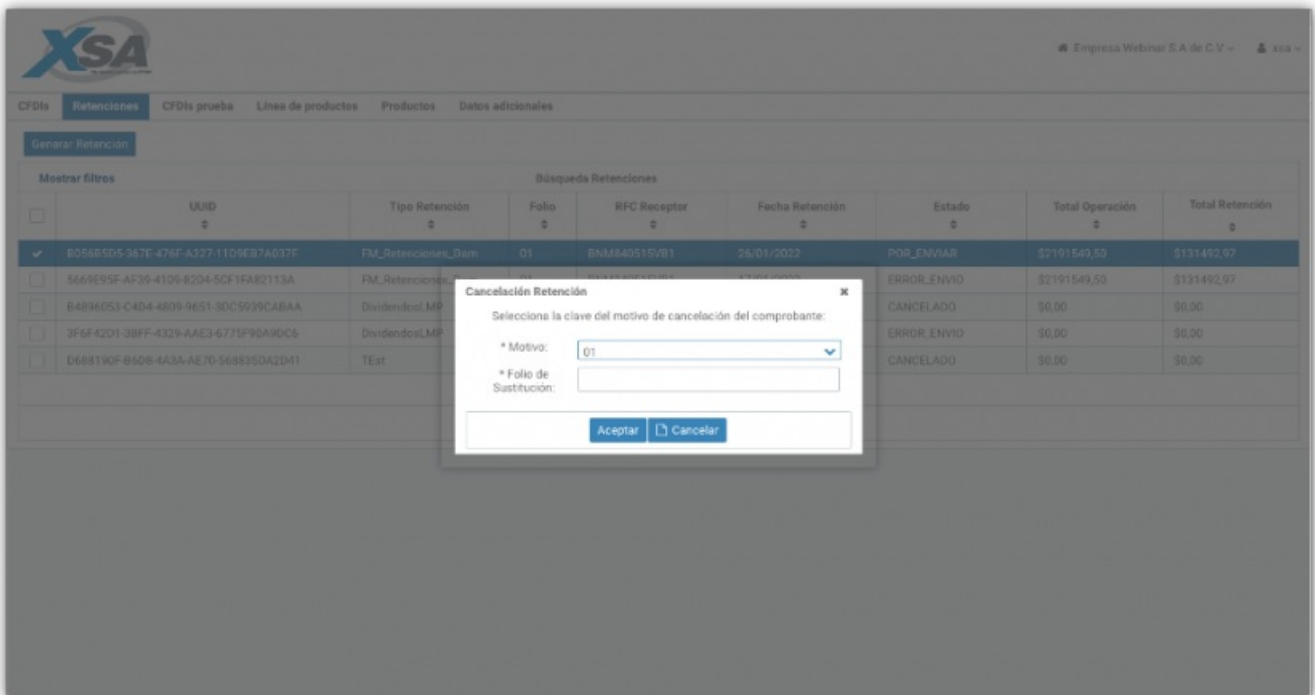 XSA
Empresa Webinar S.A de C.V
xsa
CFDIs Retenciones CFDIs prueba Línea de productos Productos Datos adicionales
Generar Retención
Mostrar filtros Búsqueda Retenciones
UUID Tipo Retención Folio RFC Receptor Fecha Retención Estado Total Operación Total Retención
B056B5D5-367E-476F-A327-11D9EB7A037F FM_Retenciones_Dam 01 BNM840515VB1 26/01/2022 POR_ENVIAR $2191549,50 $131492,97
5669E95F-AF39-4109-8204-5CF1FA82113A ERROR_ENVIO $2191549,50 $131492,97
B4896053-C4D4-4809-9651-3DC5939CABAA DividendosLMP CANCELADO $0,00 $0,00
3F6F42D1-3BFF-4329-AAE3-6775F90A9DC6 DividendosLMP ERROR_ENVIO $0,00 $0,00
D688190F-B6DB-4A3A-AE70-568835DA2D41 TEst CANCELADO $0,00 $0,00
Cancelación Retención
Selecciona la clave del motivo de cancelación del comprobante:
* Motivo: 01
* Folio de
Sustitución:
Aceptar Cancelar